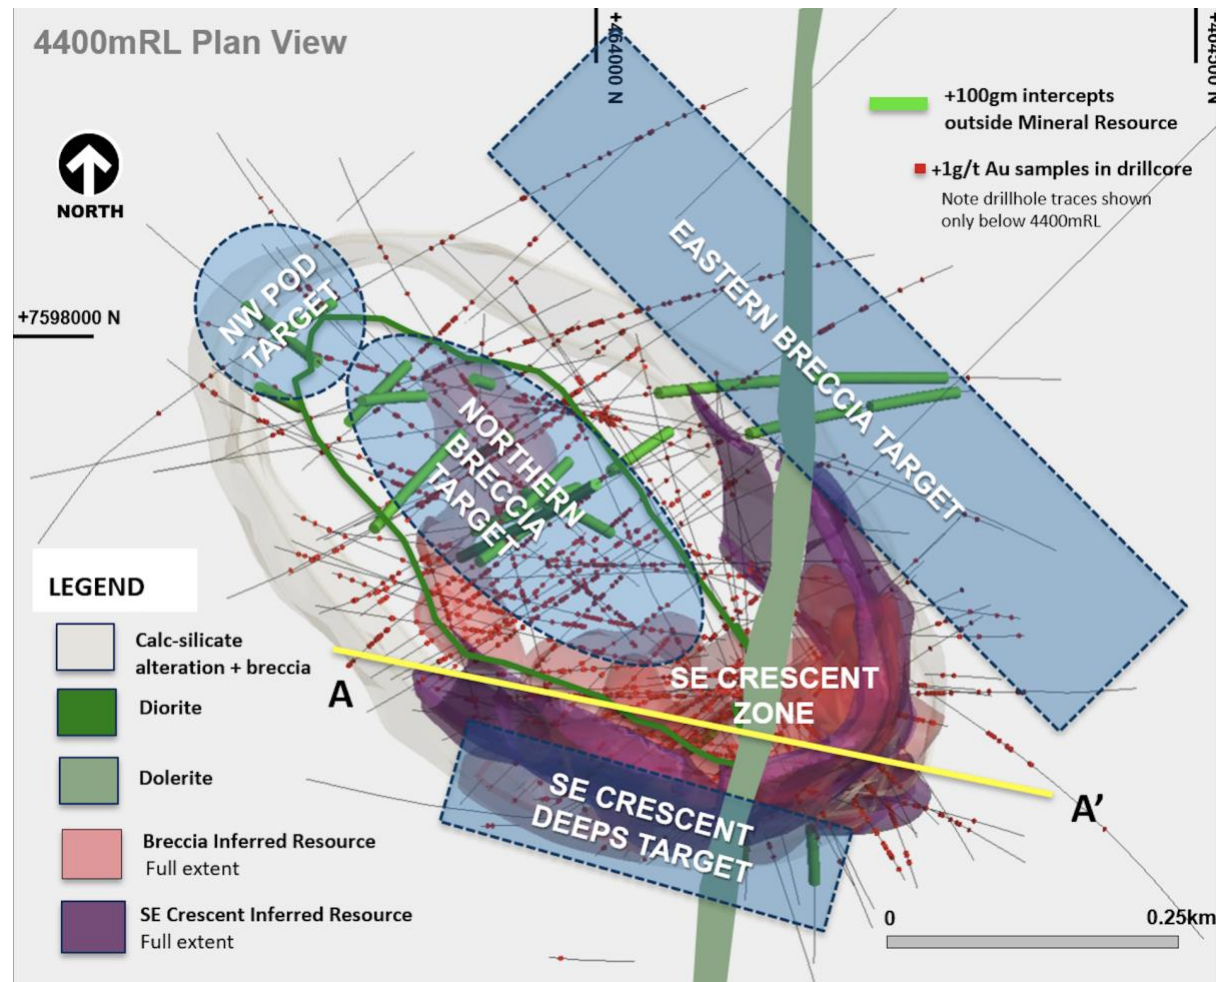 4400mRL Plan View
+464000 N
+464500 N
+100gm intercepts
outside Mineral Resource
+1g/t Au samples in drillcore
Note drillhole traces shown
only below 4400mRL
NORTH
+7598000 N
NW POD
TARGET
EASTERN BRECCIA TARGET
NORTHERN
BRECCIA
TARGET
SE CRESCENT
ZONE
A
A’
SE CRESCENT
DEEPS TARGET
LEGEND
Calc-silicate
alteration + breccia
Diorite
Dolerite
Breccia Inferred Resource
Full extent
SE Crescent Inferred Resource
Full extent
0
0.25km